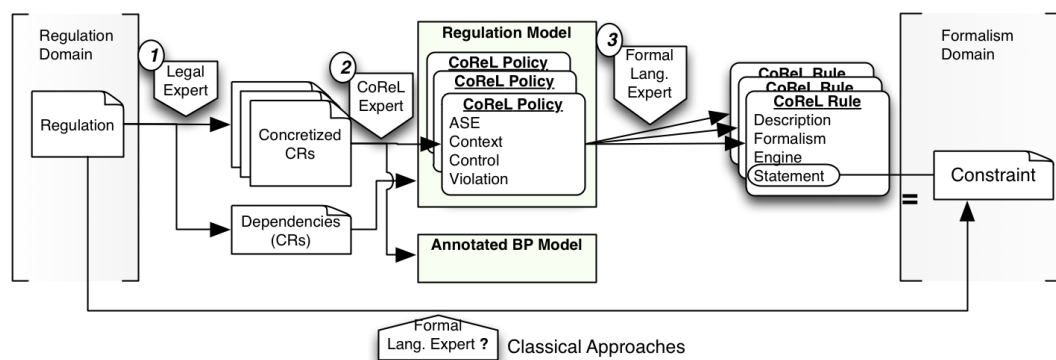 Regulation
Domain
Regulation
1
Legal
Expert
Concretized
CRs
Dependencies
(CRs)
2
CoReL
Expert
Regulation Model
CoReL Policy
CoReL Policy
CoReL Policy
ASE
Context
Control
Violation
Annotated BP Model
3
Formal
Lang.
Expert
CoReL Rule
CoReL Rule
CoReL Rule
Description
Formalism
Engine
Statement
=
Formalism
Domain
Constraint
Formal
Lang. Expert ?
Classical Approaches